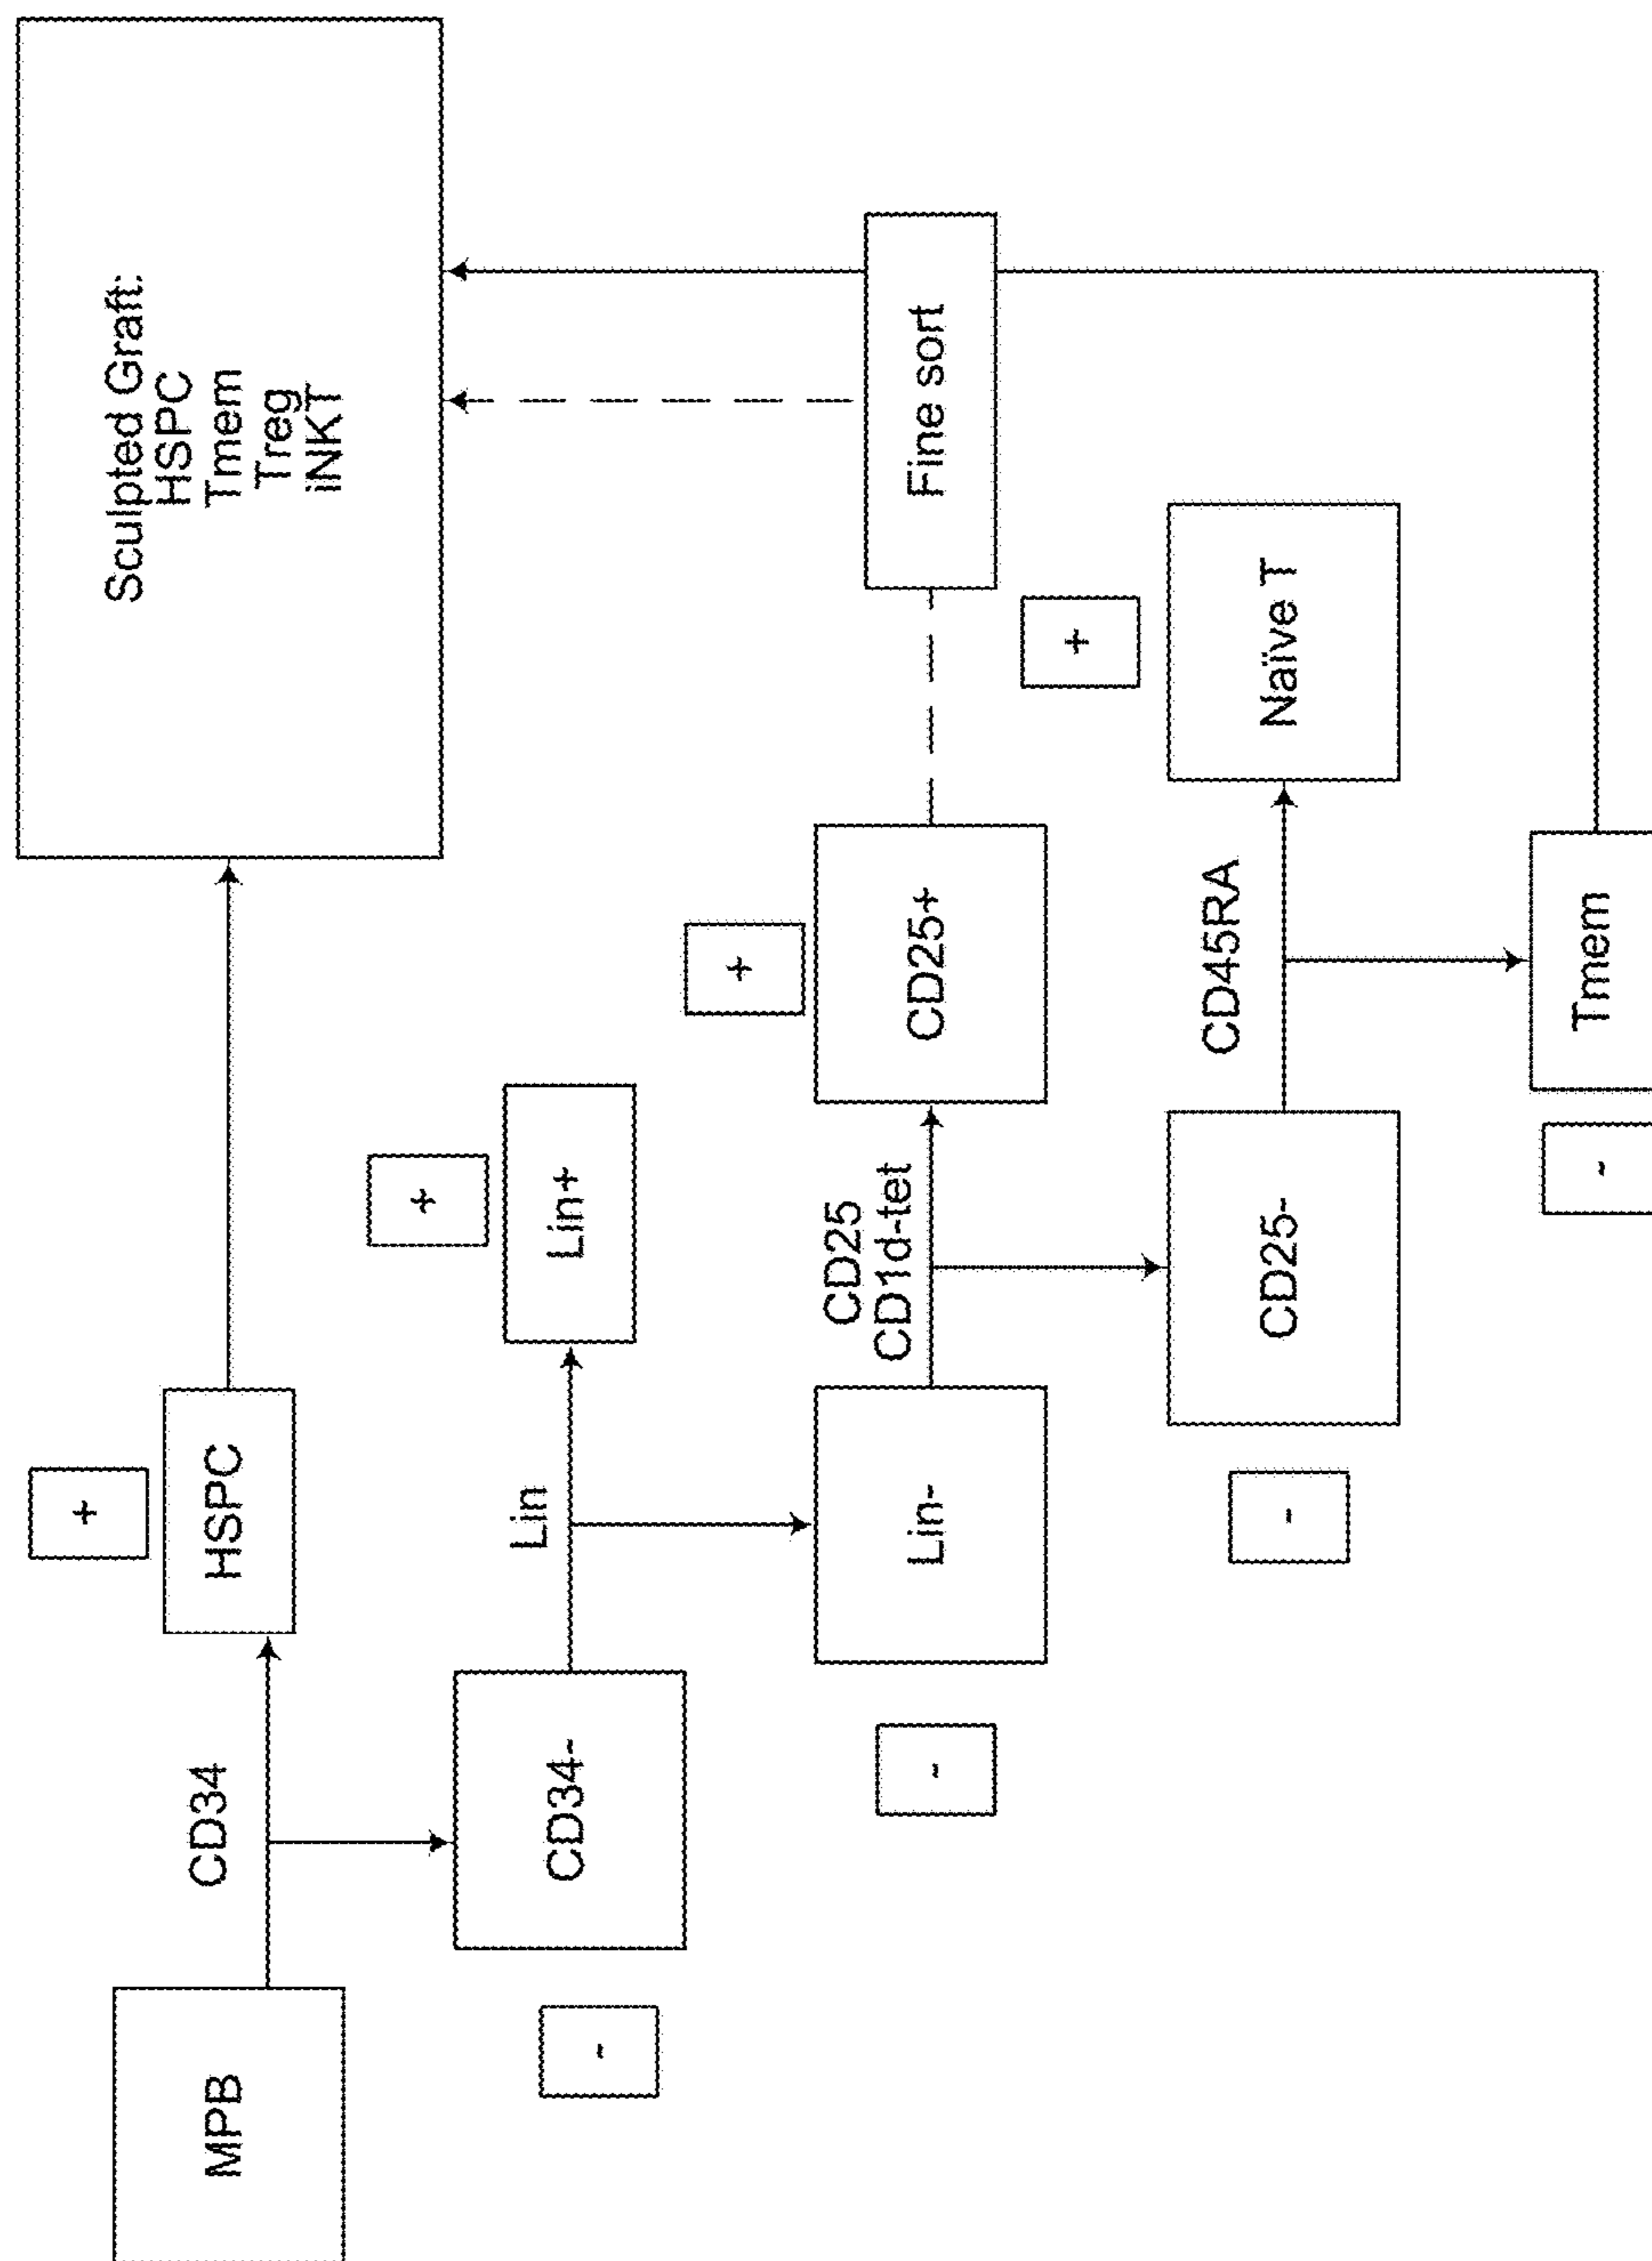 Sculpted Graft:
HSPC
Tmem
Treg
iNKT
+
HSPC
CD34
MPB
+
Lin+
Lin
CD34-
-
+
CD25+
Fine sort
CD25
CD1d-tet
Lin-
-
+
Naïve T
CD45RA
CD25-
-
Tmem
-